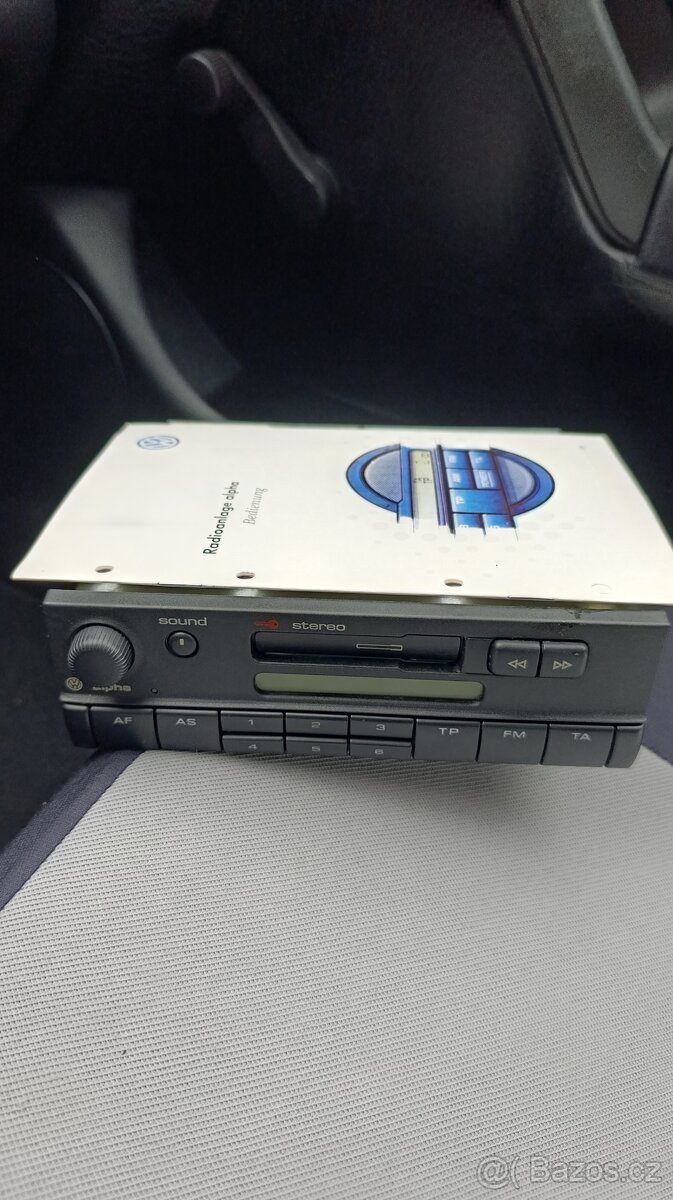 Radioanlage alpha
Bedienung
sound
stereo
alpha
AF
AS
1
2
3
TP
FM
TA
4
5
6
@( Bazos.cz